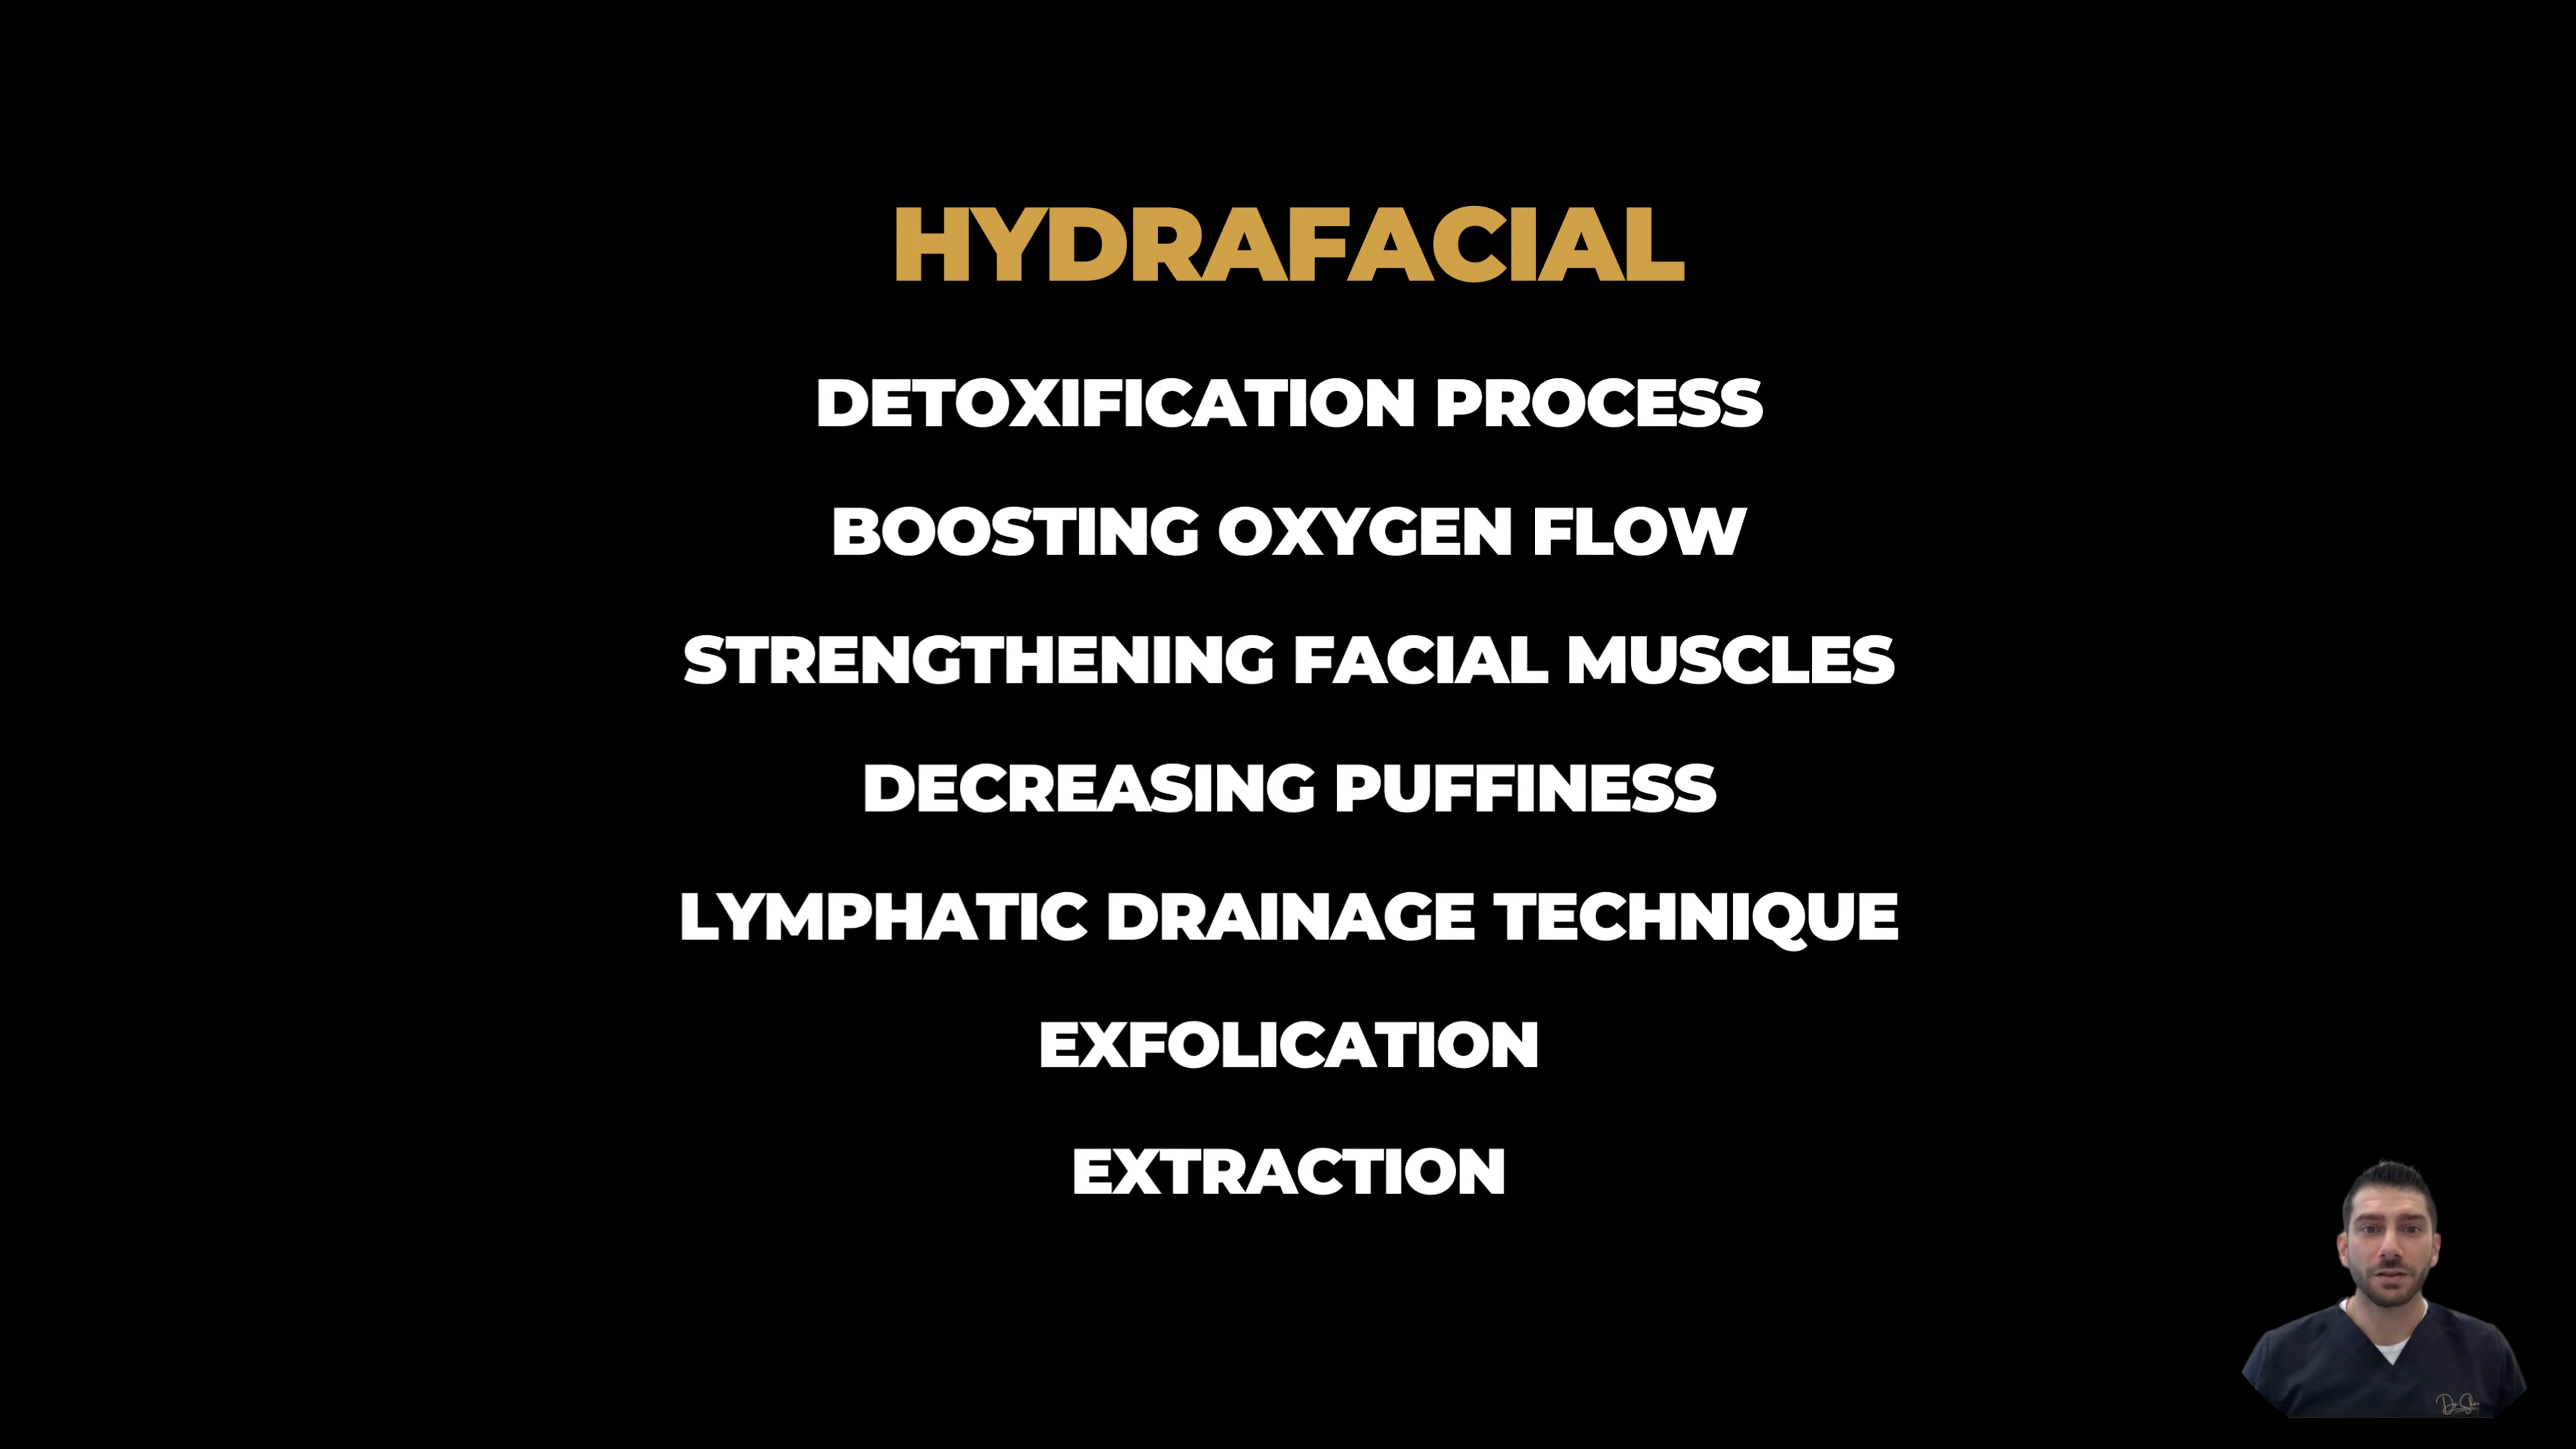 HYDRAFACIAL
DETOXIFICATION PROCESS
BOOSTING OXYGEN FLOW
STRENGTHENING FACIAL MUSCLES
DECREASING PUFFINESS
LYMPHATIC DRAINAGE TECHNIQUE
EXFOLICATION
EXTRACTION